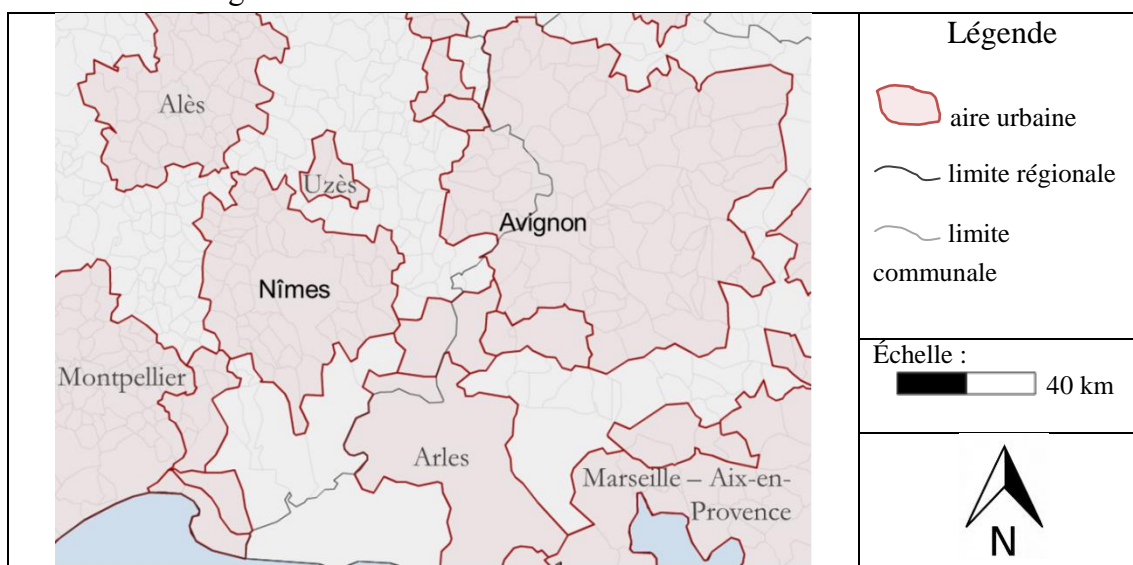 Alès
Uzès
Avignon
Nîmes
Montpellier
Arles
Marseille – Aix-en-
Provence
Légende
aire urbaine
limite régionale
limite
communale
Échelle :
40 km
N